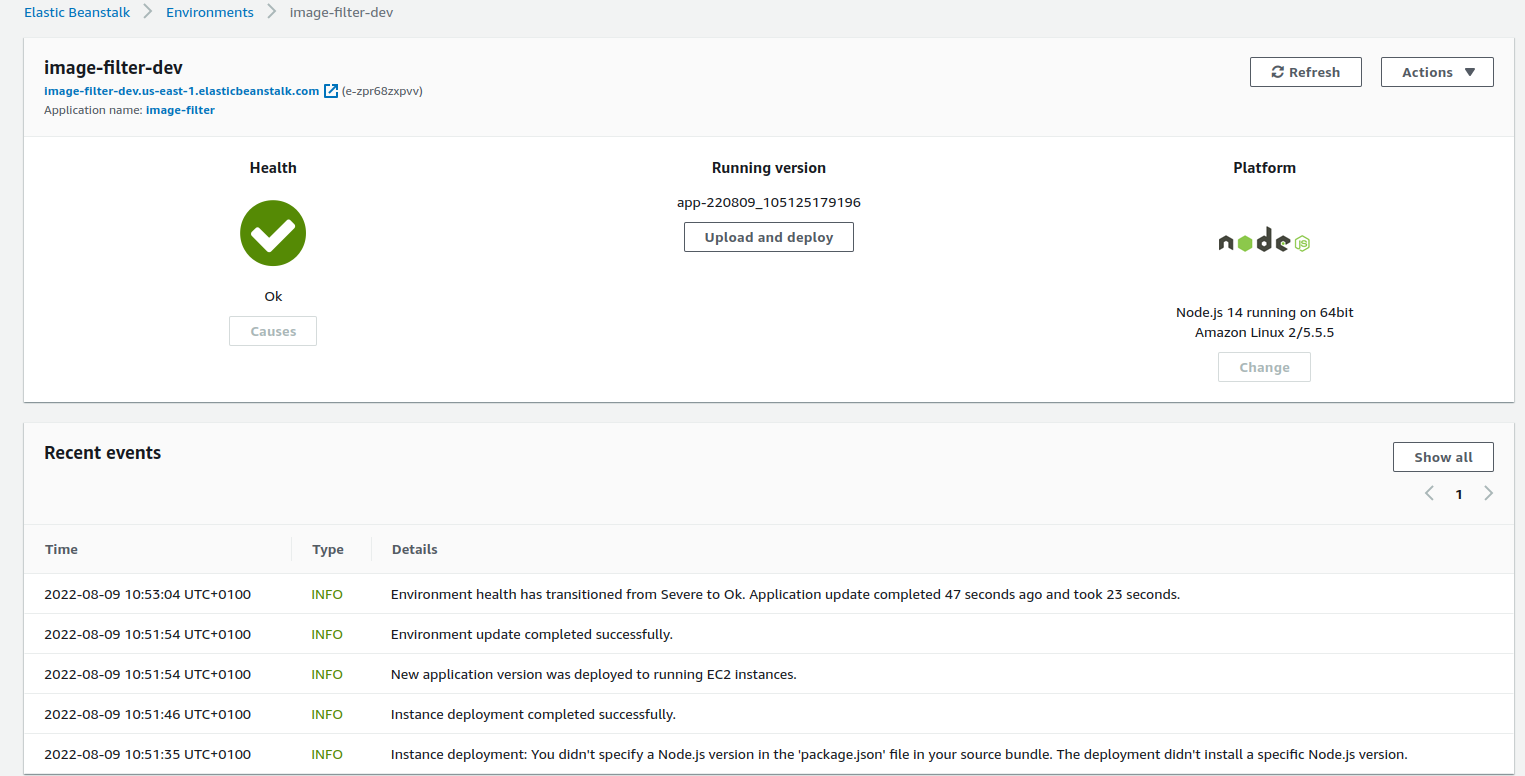 Elastic Beanstalk > Environments > image-filter-dev
image-filter-dev
Refresh
Actions
image-filter-dev.us-east-1.elasticbeanstalk.com (e-zpr68zxpvv)
Application name: image-filter
Health
Running version
Platform
app-220809_105125179196
Upload and deploy
node JS
Ok
Causes
Node.js 14 running on 64bit
Amazon Linux 2/5.5.5
Change
Recent events
Show all
1
Time Type Details
2022-08-09 10:53:04 UTC+0100 INFO Environment health has transitioned from Severe to Ok. Application update completed 47 seconds ago and took 23 seconds.
2022-08-09 10:51:54 UTC+0100 INFO Environment update completed successfully.
2022-08-09 10:51:54 UTC+0100 INFO New application version was deployed to running EC2 instances.
2022-08-09 10:51:46 UTC+0100 INFO Instance deployment completed successfully.
2022-08-09 10:51:35 UTC+0100 INFO Instance deployment: You didn't specify a Node.js version in the 'package.json' file in your source bundle. The deployment didn't install a specific Node.js version.